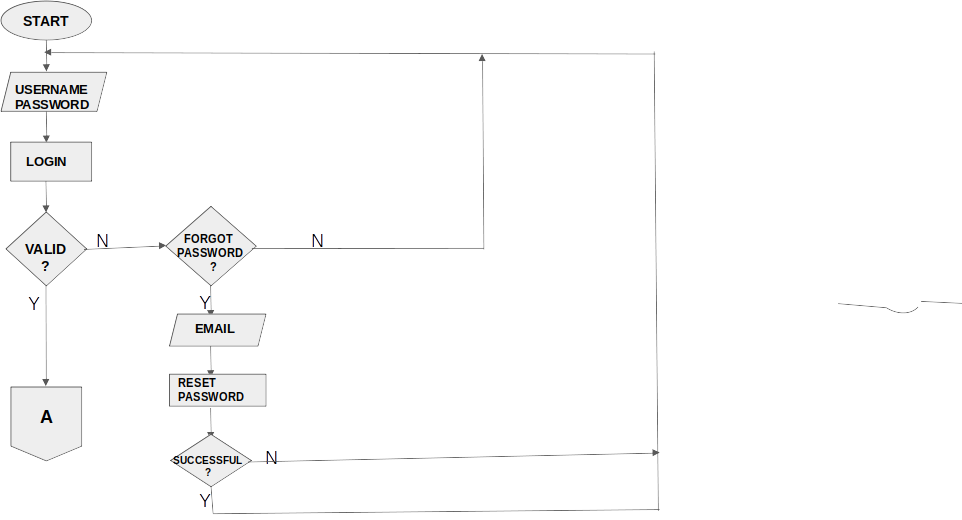 START
USERNAME
PASSWORD
LOGIN
VALID
?
N
FORGOT
PASSWORD
?
N
Y
Y
EMAIL
RESET
PASSWORD
A
SUCCESSFUL
?
N
Y